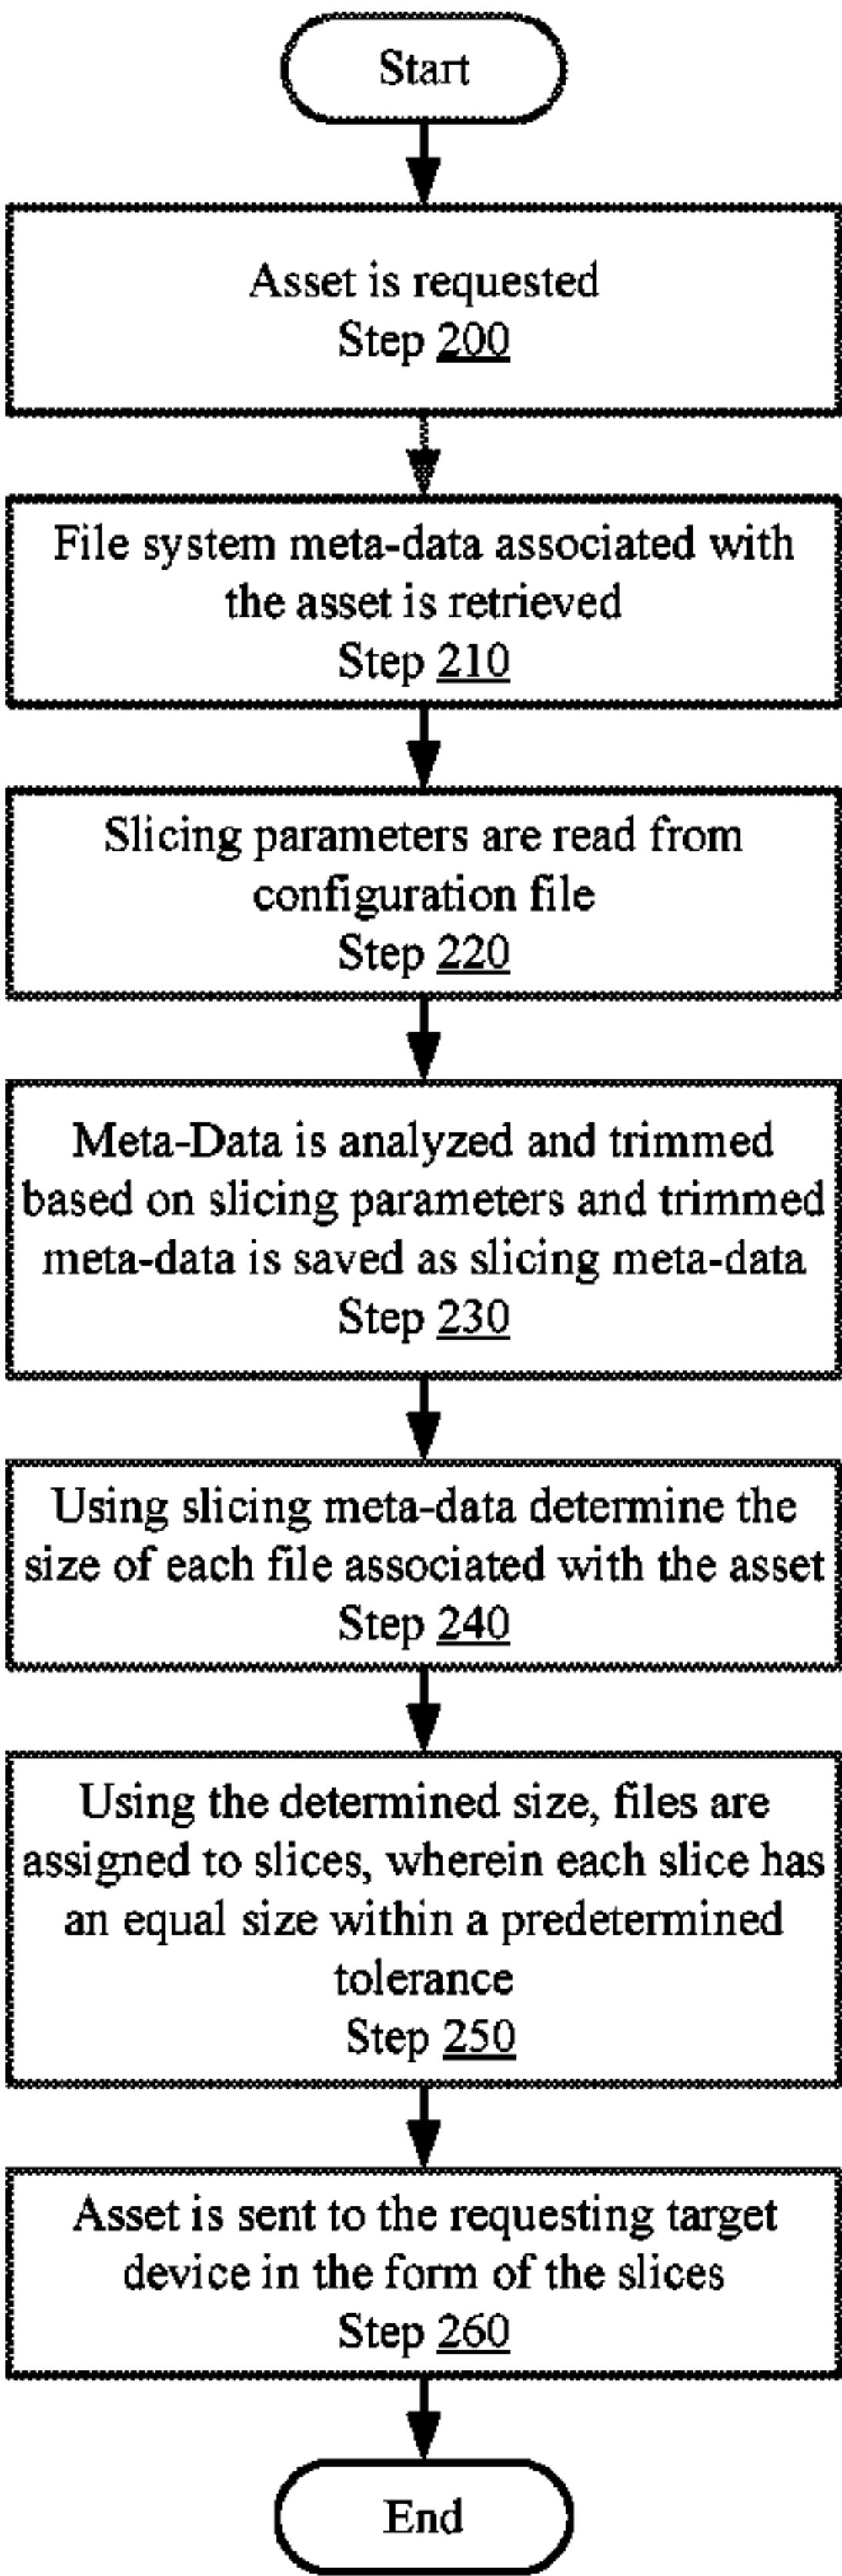 Start
Asset is requested
Step 200
File system meta-data associated with
the asset is retrieved
Step 210
Slicing parameters are read from
configuration file
Step 220
Meta-Data is analyzed and trimmed
based on slicing parameters and trimmed
meta-data is saved as slicing meta-data
Step 230
Using slicing meta-data determine the
size of each file associated with the asset
Step 240
Using the determined size, files are
assigned to slices, wherein each slice has
an equal size within a predetermined
tolerance
Step 250
Asset is sent to the requesting target
device in the form of the slices
Step 260
End